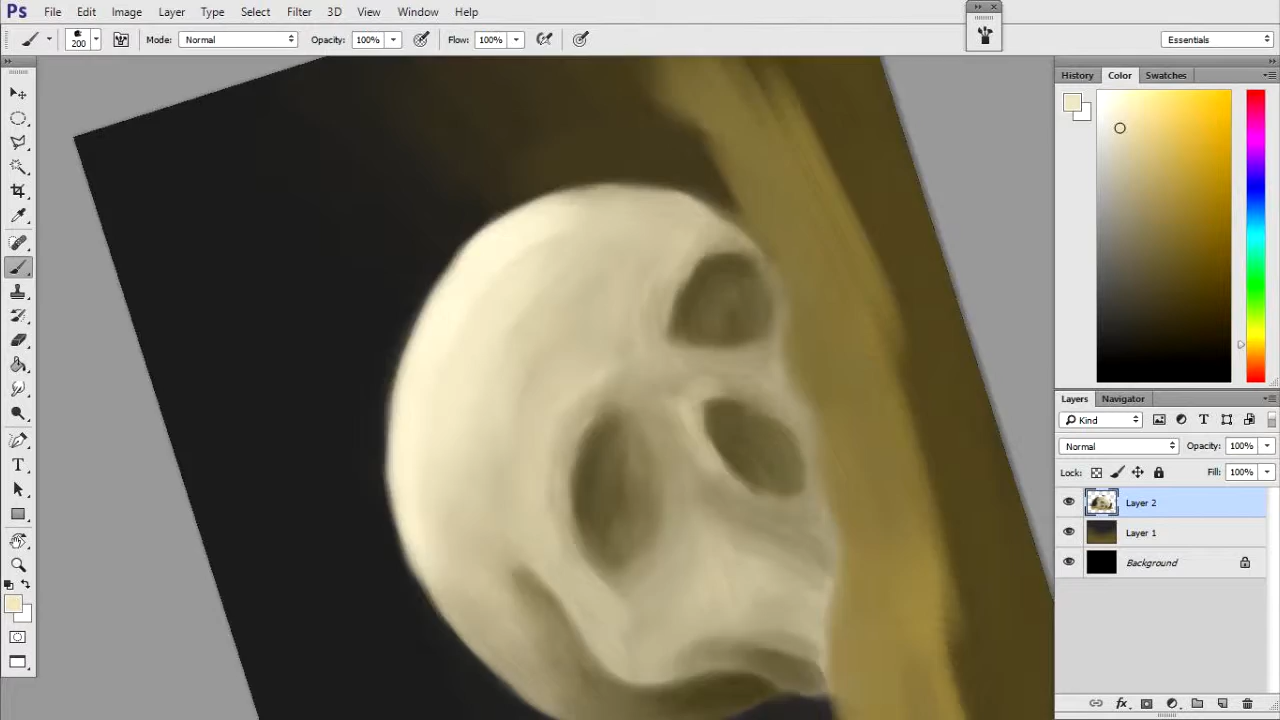 Ps File Edit Image Layer Type Select Filter 3D View Window Help
200 Mode: Normal Opacity: 100% Flow: 100% Essentials
History Color Swatches
Layers Navigator
Kind
Normal Opacity: 100%
Lock: Fill: 100%
Layer 2
Layer 1
Background